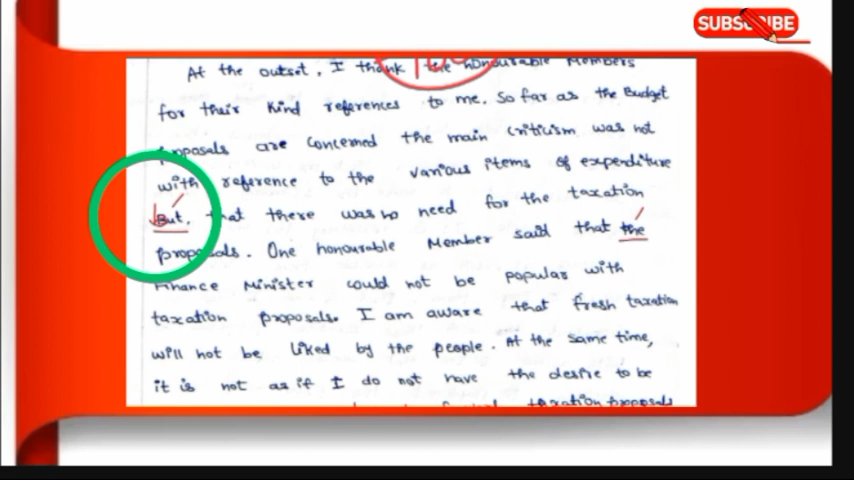 SUBSCRIBE
At the outset, I thank the honourable Members
for their kind references to me. So far as the Budget
proposals are concerned the main criticism was not
with reference to the various items of expenditure
But, that there was no need for the taxation
proposals. One honourable Member said that the
Finance Minister could not be popular with
taxation proposals. I am aware that fresh taxation
will not be liked by the people. At the same time,
it is not as if I do not have the desire to be
taxation proposals